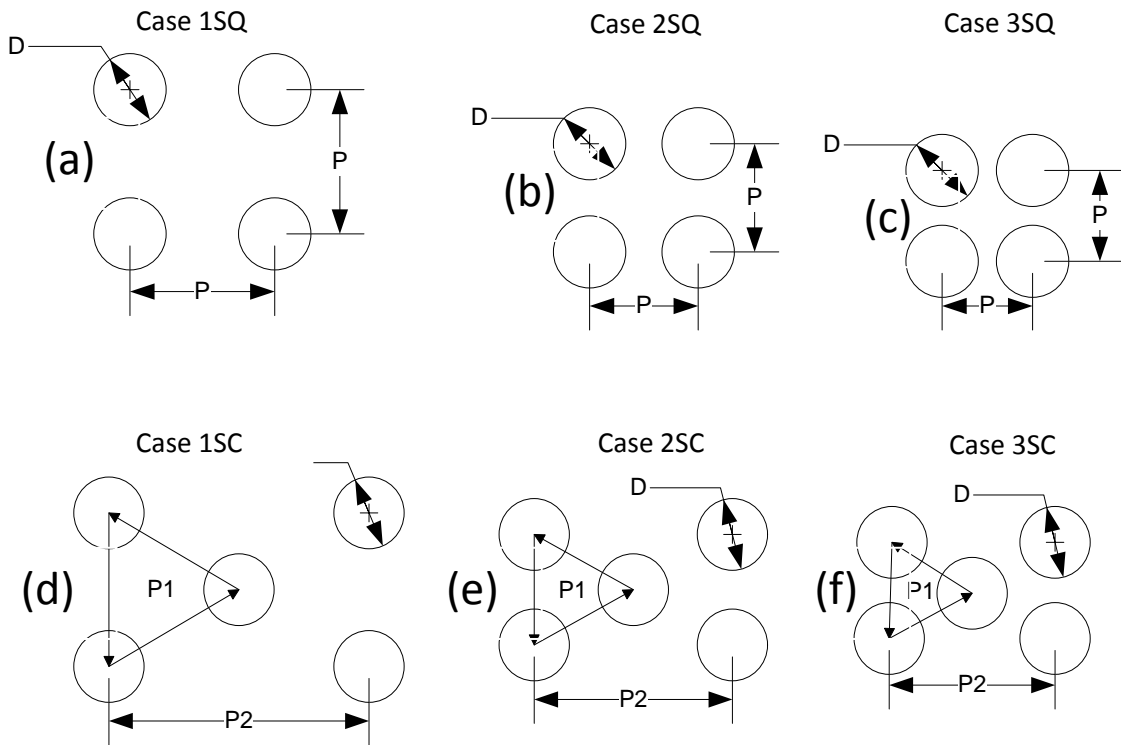 Case 1SQ
Case 2SQ
Case 3SQ
D
P
(a)
P
D
P
(b)
P
D
P
(c)
P
Case 1SC
Case 2SC
Case 3SC
P1
(d)
P2
D
P1
(e)
P2
D
P1
(f)
P2